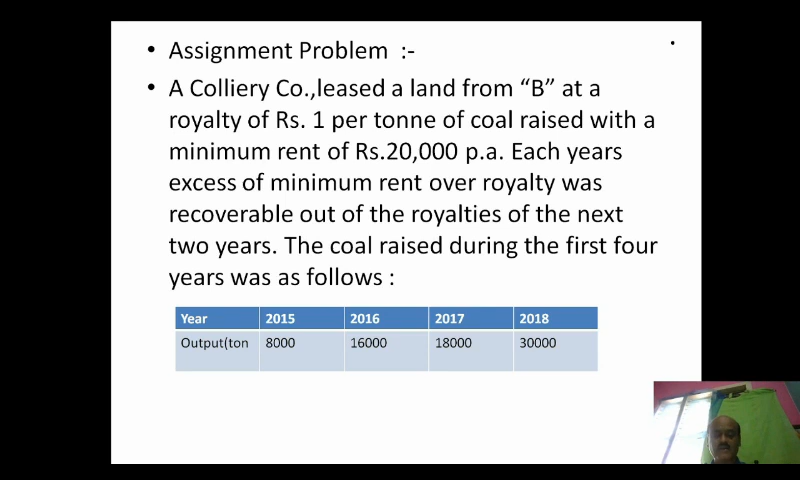 • Assignment Problem :-
• A Colliery Co.,leased a land from “B” at a
royalty of Rs. 1 per tonne of coal raised with a
minimum rent of Rs.20,000 p.a. Each years
excess of minimum rent over royalty was
recoverable out of the royalties of the next
two years. The coal raised during the first four
years was as follows :
Year 2015 2016 2017 2018
Output(ton 8000 16000 18000 30000